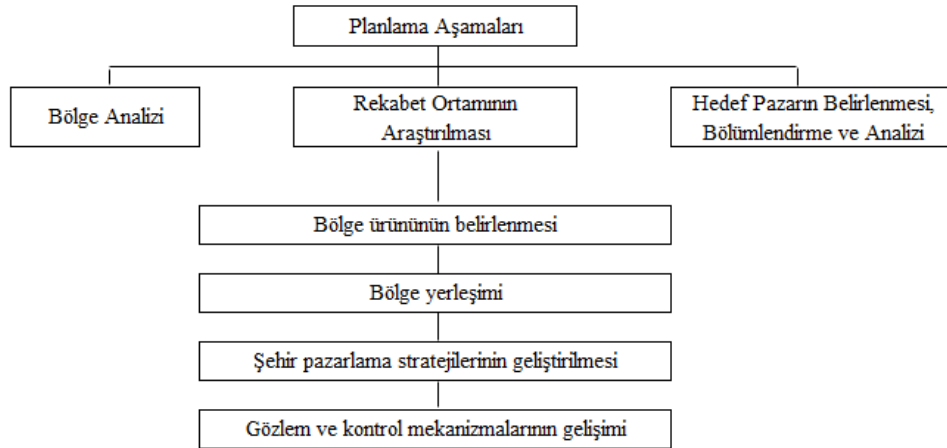 Planlama Aşamaları
Bölge Analizi
Rekabet Ortamının
Araştırılması
Hedef Pazarın Belirlenmesi,
Bölümlendirme ve Analizi
Bölge ürününün belirlenmesi
Bölge yerleşimi
Şehir pazarlama stratejilerinin geliştirilmesi
Gözlem ve kontrol mekanizmalarının gelişimi